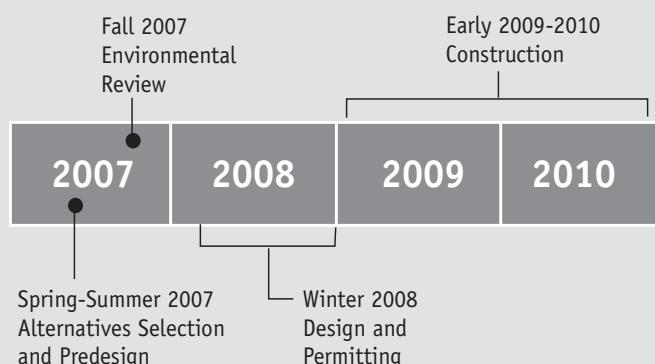 Fall 2007
Environmental
Review
Early 2009-2010
Construction
2007
2008
2009
2010
Spring-Summer 2007
Alternatives Selection
and Predesign
Winter 2008
Design and
Permitting